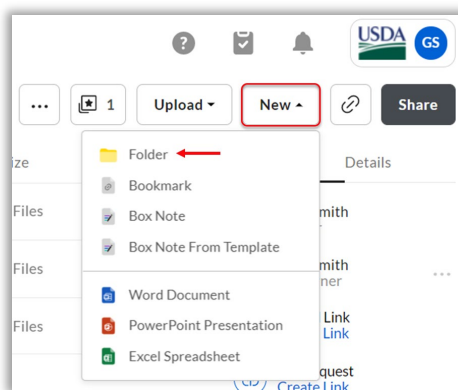 ? USDA GS
... 1 Upload New Share
ize Details
Folder
Bookmark
Files mith
Box Note
Box Note From Template
Files mith
ner
Word Document
Files Link
PowerPoint Presentation Link
Excel Spreadsheet
quest
Create Link